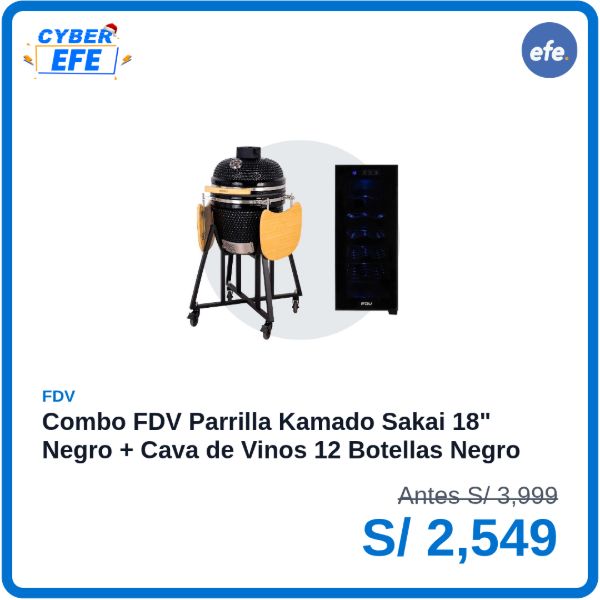 CYBER
EFE
efe.
FDV
FDV
Combo FDV Parrilla Kamado Sakai 18"
Negro + Cava de Vinos 12 Botellas Negro
Antes S/ 3,999
S/ 2,549